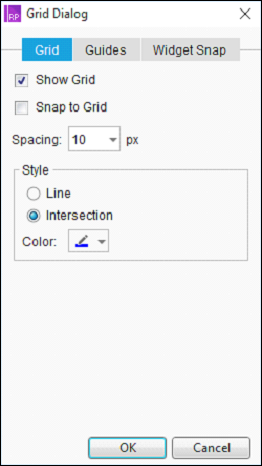 RP Grid Dialog
Grid Guides Widget Snap
Show Grid
Snap to Grid
Spacing: 10 px
Style
Line
Intersection
Color:
OK Cancel